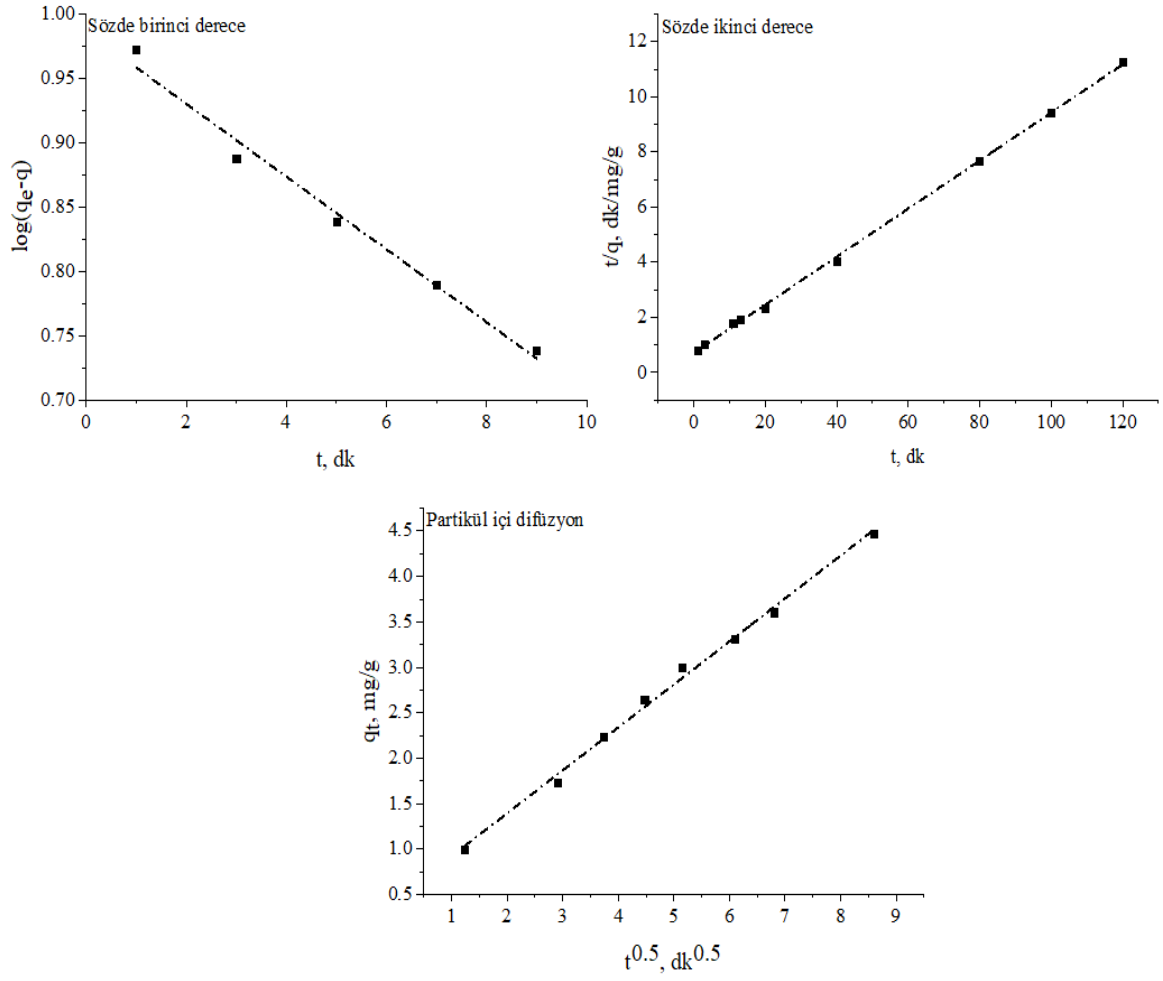 Sözde birinci derece
1.00
0.95
0.90
0.85
0.80
0.75
0.70
log(qe-q)
0 2 4 6 8 10
t, dk
Sözde ikinci derece
12
10
8
6
4
2
0
t/q, dk/mg/g
0 20 40 60 80 100 120
t, dk
Partikül içi difüzyon
4.5
4.0
3.5
3.0
2.5
2.0
1.5
1.0
0.5
qt, mg/g
1 2 3 4 5 6 7 8 9
t0.5, dk0.5